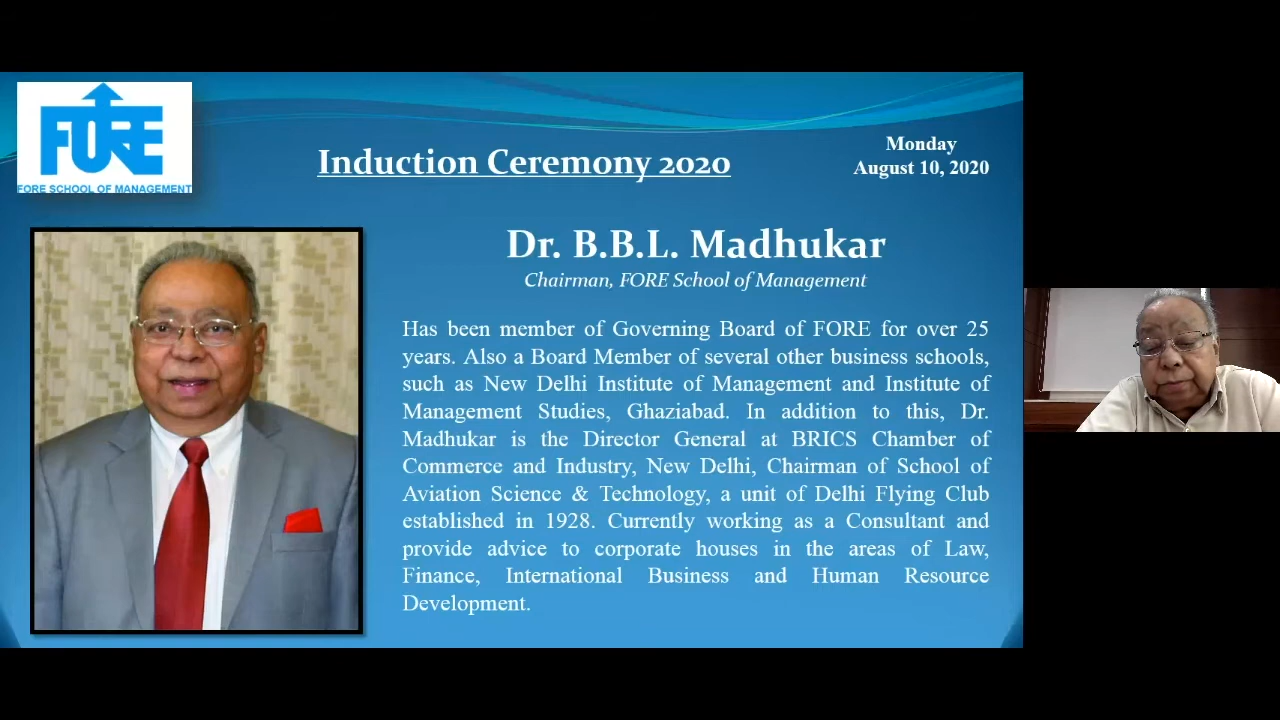 FORE
FORE SCHOOL OF MANAGEMENT
Induction Ceremony 2020
Monday
August 10, 2020
Dr. B.B.L. Madhukar
Chairman, FORE School of Management
Has been member of Governing Board of FORE for over 25
years. Also a Board Member of several other business schools,
such as New Delhi Institute of Management and Institute of
Management Studies, Ghaziabad. In addition to this, Dr.
Madhukar is the Director General at BRICS Chamber of
Commerce and Industry, New Delhi, Chairman of School of
Aviation Science & Technology, a unit of Delhi Flying Club
established in 1928. Currently working as a Consultant and
provide advice to corporate houses in the areas of Law,
Finance, International Business and Human Resource
Development.